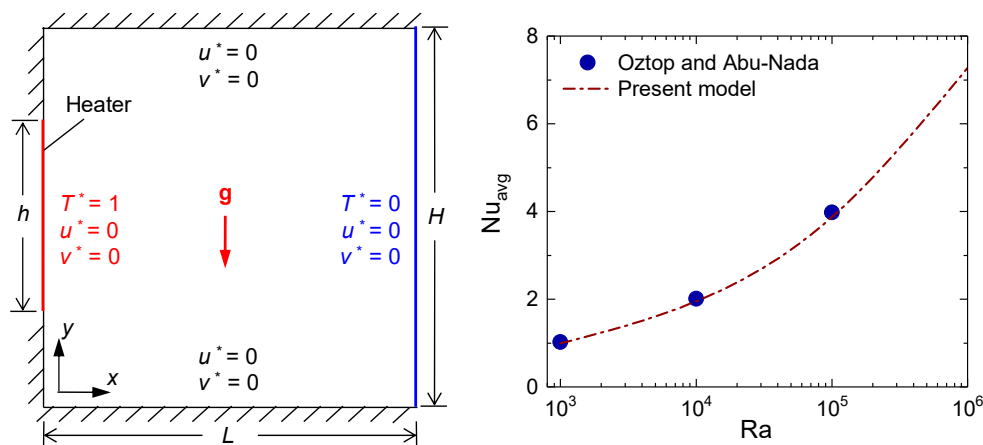 u* = 0
v* = 0
Heater
h
T* = 1
u* = 0
v* = 0
g
T* = 0
u* = 0
v* = 0
H
y
x
u* = 0
v* = 0
L
8
6
4
2
0
Nu_avg
Oztop and Abu-Nada
Present model
10³
10⁴
10⁵
10⁶
Ra